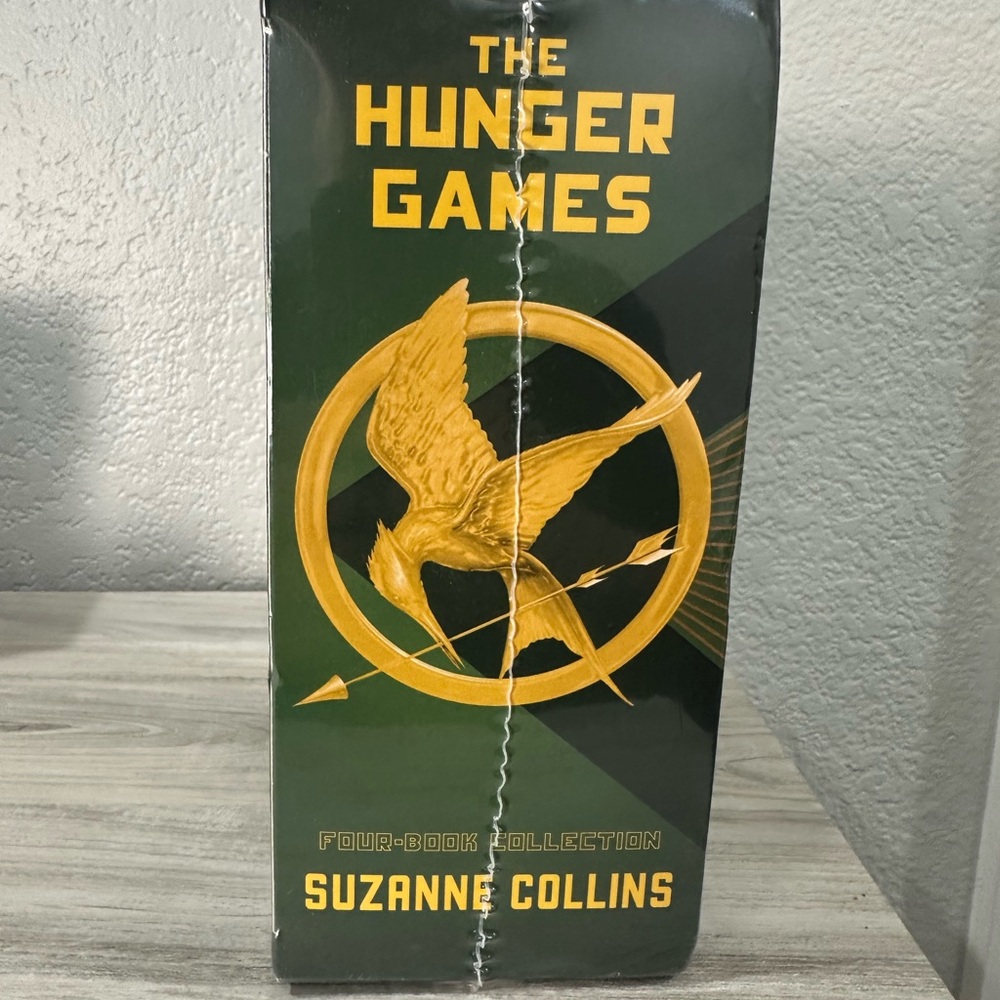 THE
HUNGER
GAMES
FOUR-BOOK COLLECTION
SUZANNE COLLINS